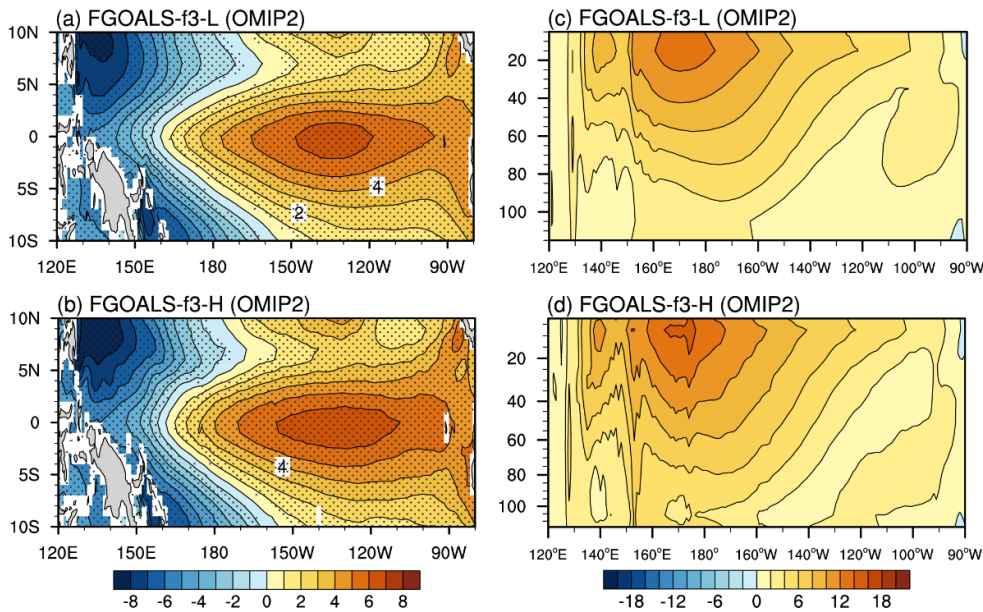 (a) FGOALS-f3-L (OMIP2)
10N
5N
0
5S
10S
4
2
120E 150E 180 150W 120W 90W
(c) FGOALS-f3-L (OMIP2)
20
40
60
80
100
120°E 140°E 160°E 180° 160°W 140°W 120°W 100°W 90°W
(b) FGOALS-f3-H (OMIP2)
10N
5N
0
5S
10S
4
120E 150E 180 150W 120W 90W
-8 -6 -4 -2 0 2 4 6 8
(d) FGOALS-f3-H (OMIP2)
20
40
60
80
100
120°E 140°E 160°E 180° 160°W 140°W 120°W 100°W 90°W
-18 -12 -6 0 6 12 18